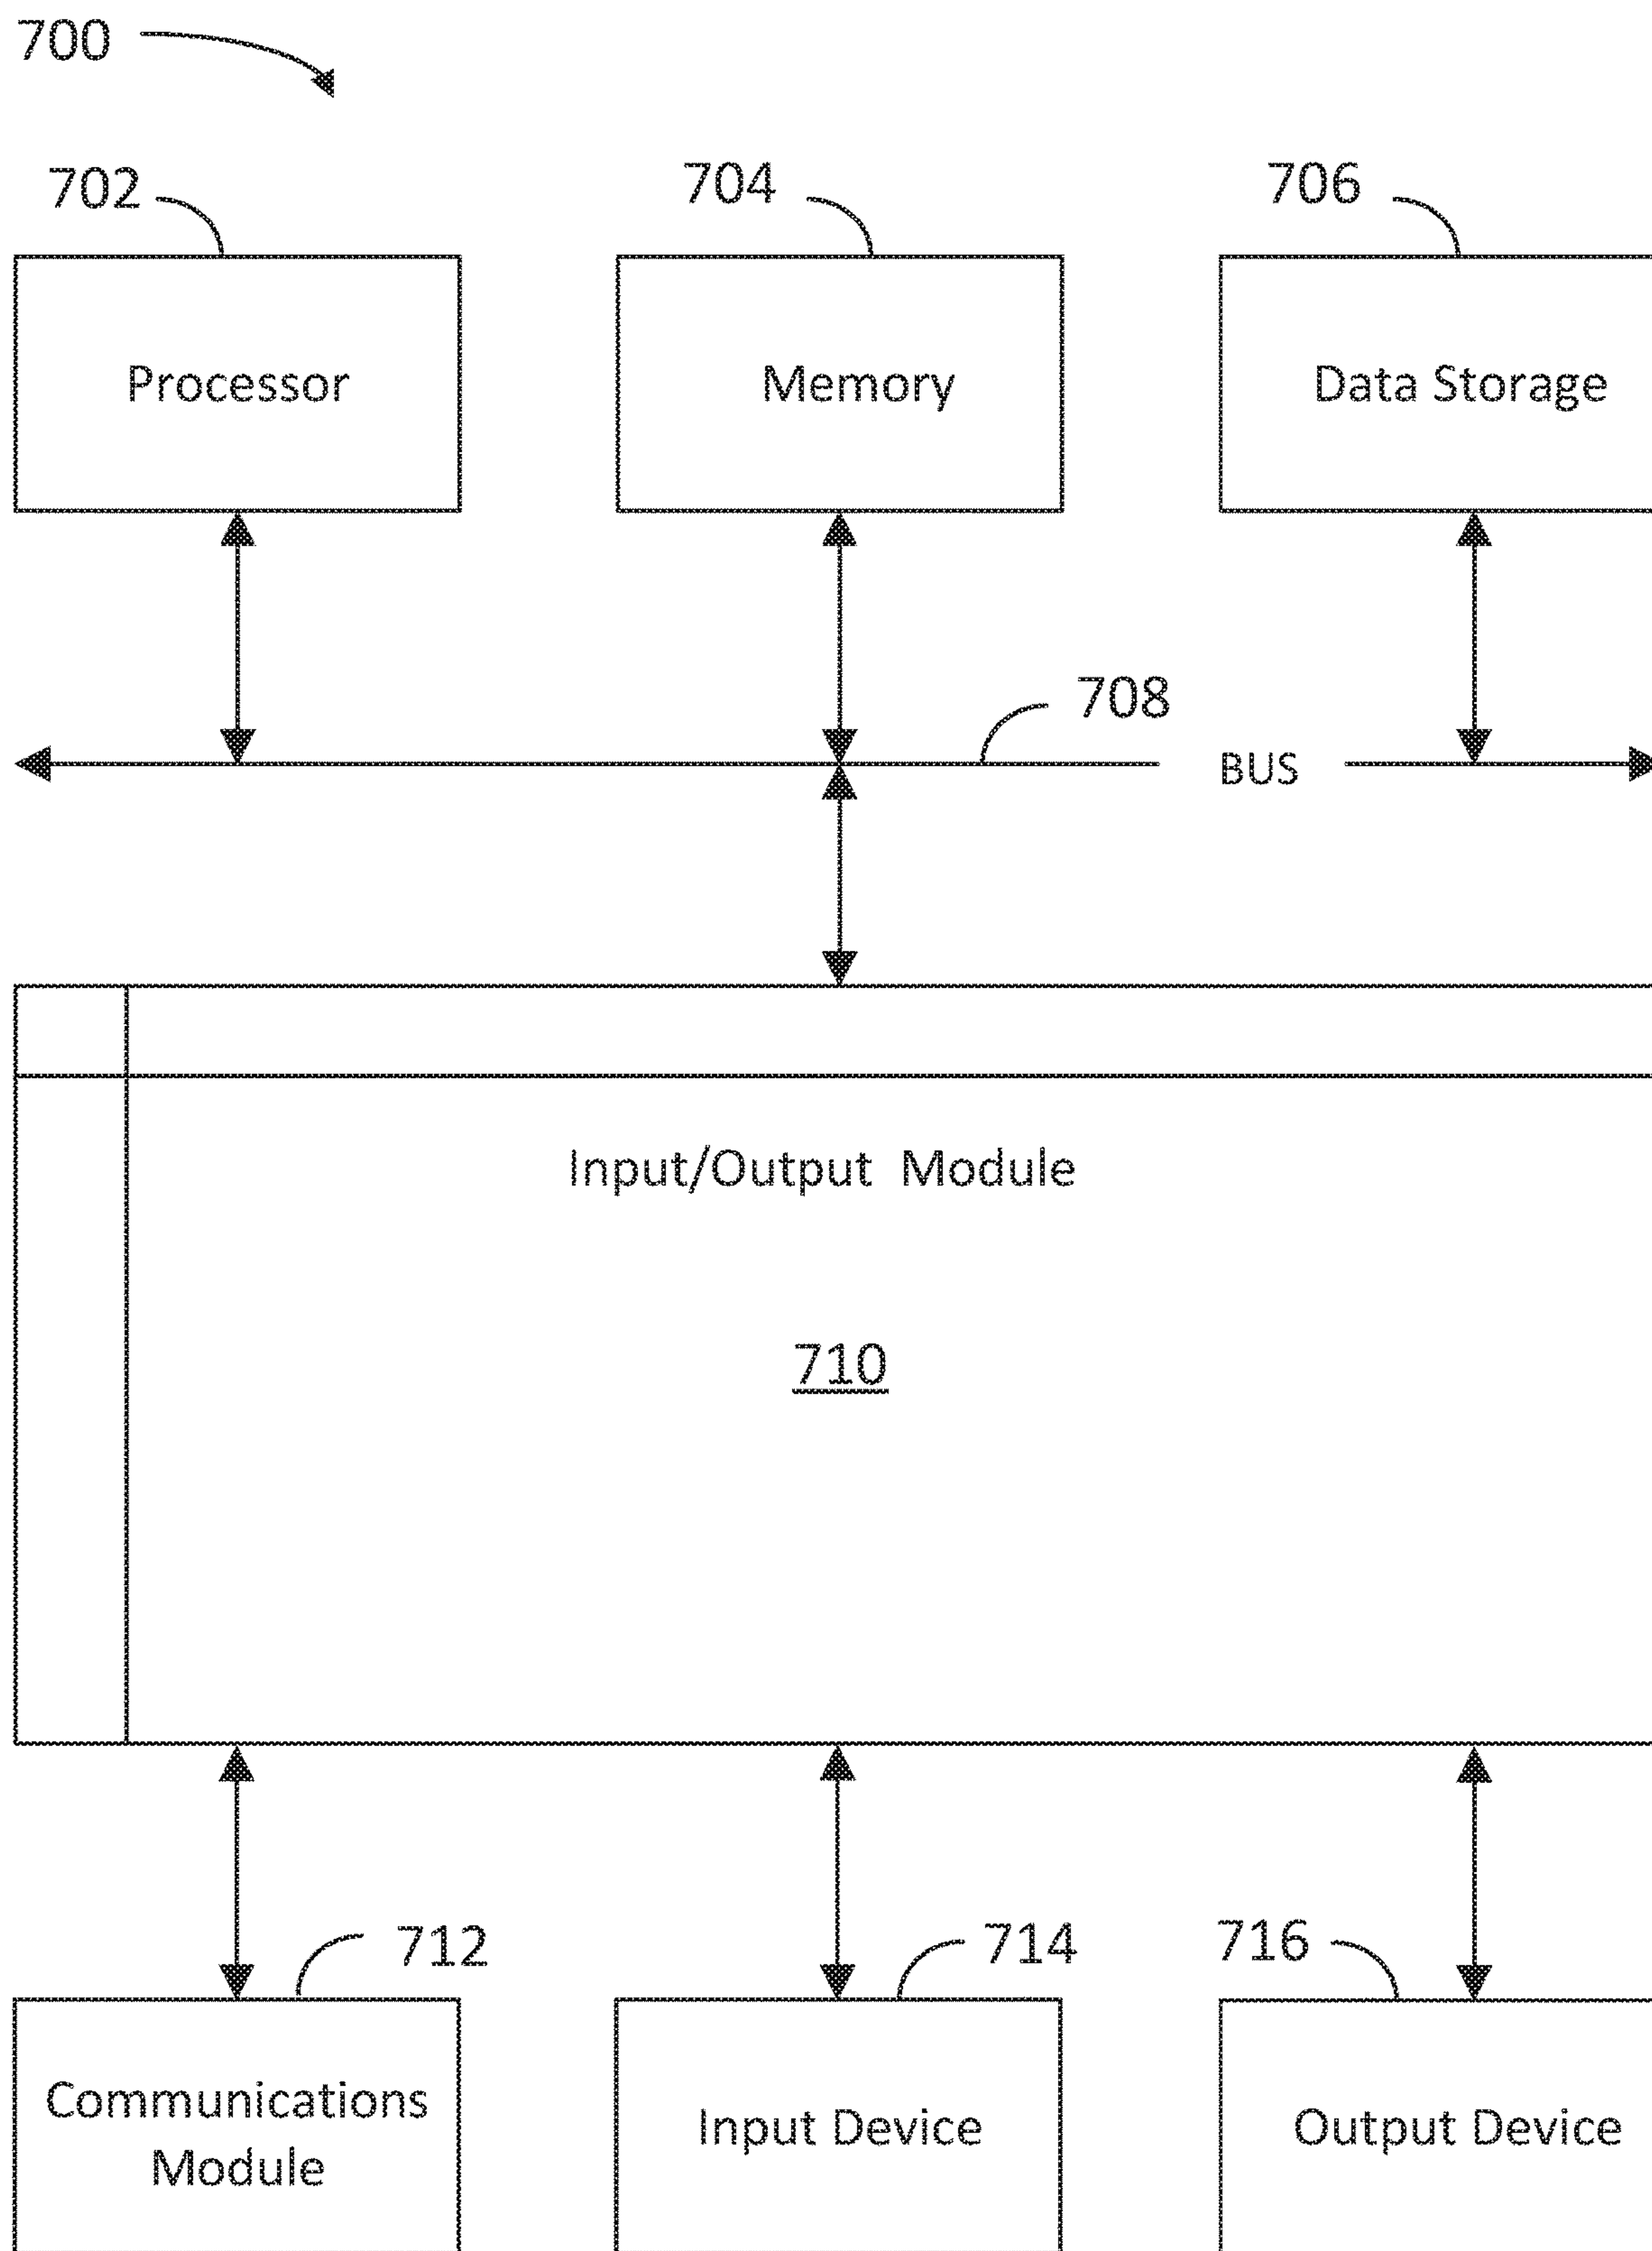 700
702
704
706
Processor
Memory
Data Storage
708
BUS
Input/Output Module
710
712
714
716
Communications
Module
Input Device
Output Device